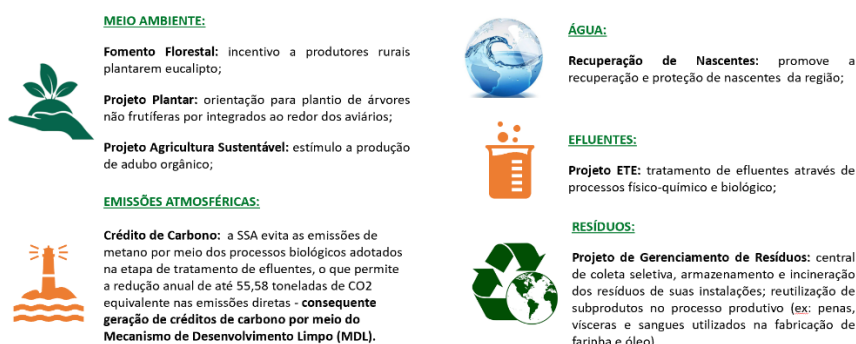 MEIO AMBIENTE:
Fomento Florestal: incentivo a produtores rurais
plantarem eucalipto;
Projeto Plantar: orientação para plantio de árvores
não frutíferas por integrados ao redor dos aviários;
Projeto Agricultura Sustentável: estímulo a produção
de adubo orgânico;
EMISSÕES ATMOSFÉRICAS:
Crédito de Carbono: a SSA evita as emissões de
metano por meio dos processos biológicos adotados
na etapa de tratamento de efluentes, o que permite
a redução anual de até 55,58 toneladas de CO2
equivalente nas emissões diretas - consequente
geração de créditos de carbono por meio do
Mecanismo de Desenvolvimento Limpo (MDL).
ÁGUA:
Recuperação de Nascentes: promove a
recuperação e proteção de nascentes da região;
EFLUENTES:
Projeto ETE: tratamento de efluentes através de
processos físico-químico e biológico;
RESÍDUOS:
Projeto de Gerenciamento de Resíduos: central
de coleta seletiva, armazenamento e incineração
dos resíduos de suas instalações; reutilização de
subprodutos no processo produtivo (ex: penas,
vísceras e sangues utilizados na fabricação de
farinha e óleo)